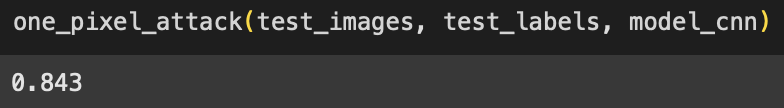 one_pixel_attack(test_images, test_labels, model_cnn)
0.843